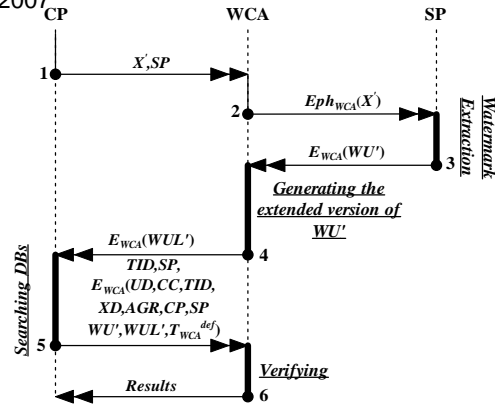 2007
CP WCA SP
1 X',SP
2 Eph_WCA(X')
Watermark
Extraction
E_WCA(WU') 3
Generating the
extended version of
WU'
E_WCA(WUL') 4
TID,SP,
E_WCA(UD,CC,TID,
XD,AGR,CP,SP
WU',WUL',T_WCA^def)
Searching DBs
5
Verifying
Results 6